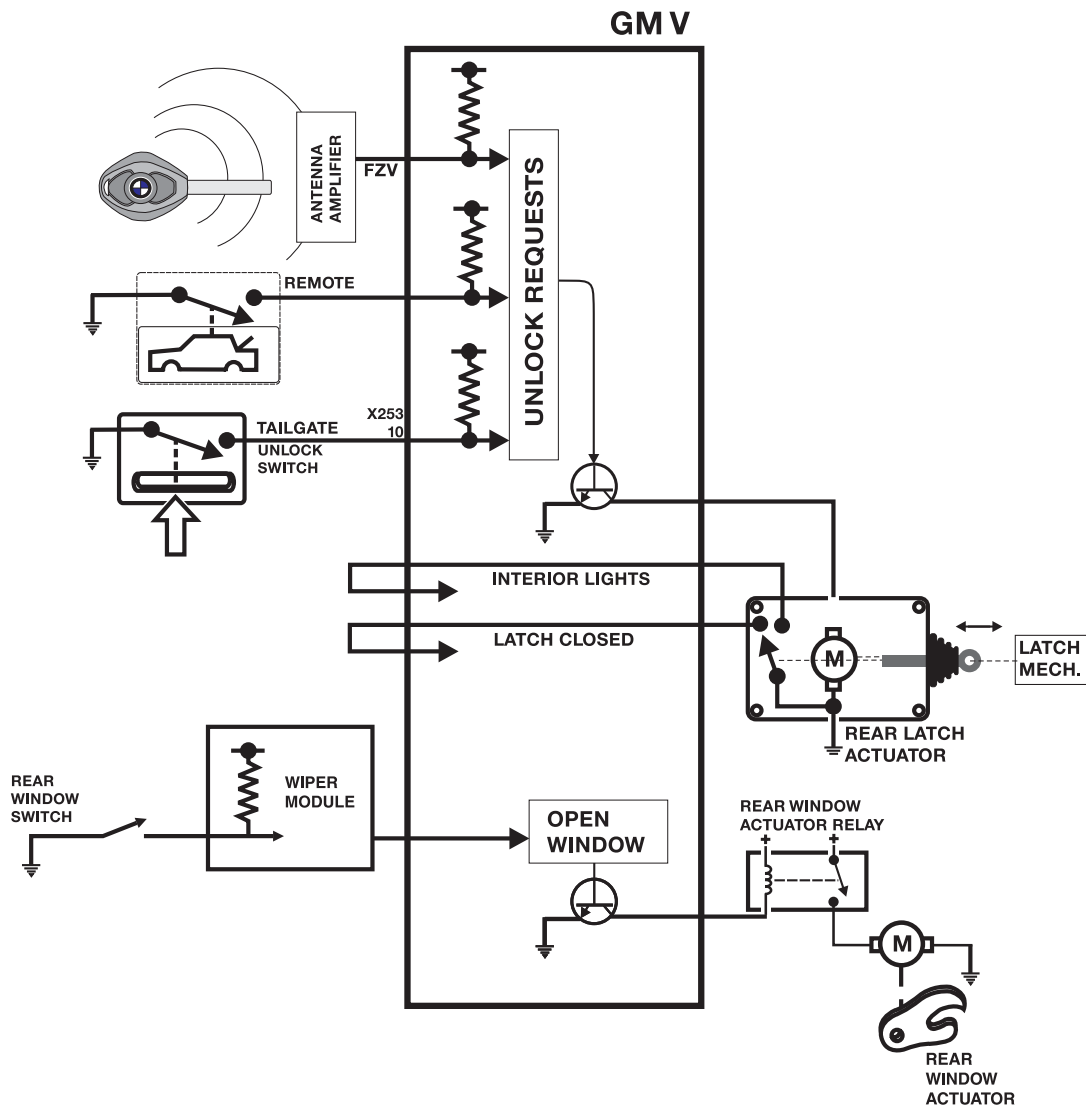 GM V
ANTENNA
AMPLIFIER
FZV
UNLOCK REQUESTS
REMOTE
X253
10
TAILGATE
UNLOCK
SWITCH
INTERIOR LIGHTS
LATCH CLOSED
M
LATCH
MECH.
REAR LATCH
ACTUATOR
REAR
WINDOW
SWITCH
WIPER
MODULE
OPEN
WINDOW
REAR WINDOW
ACTUATOR RELAY
+ +
M
REAR
WINDOW
ACTUATOR